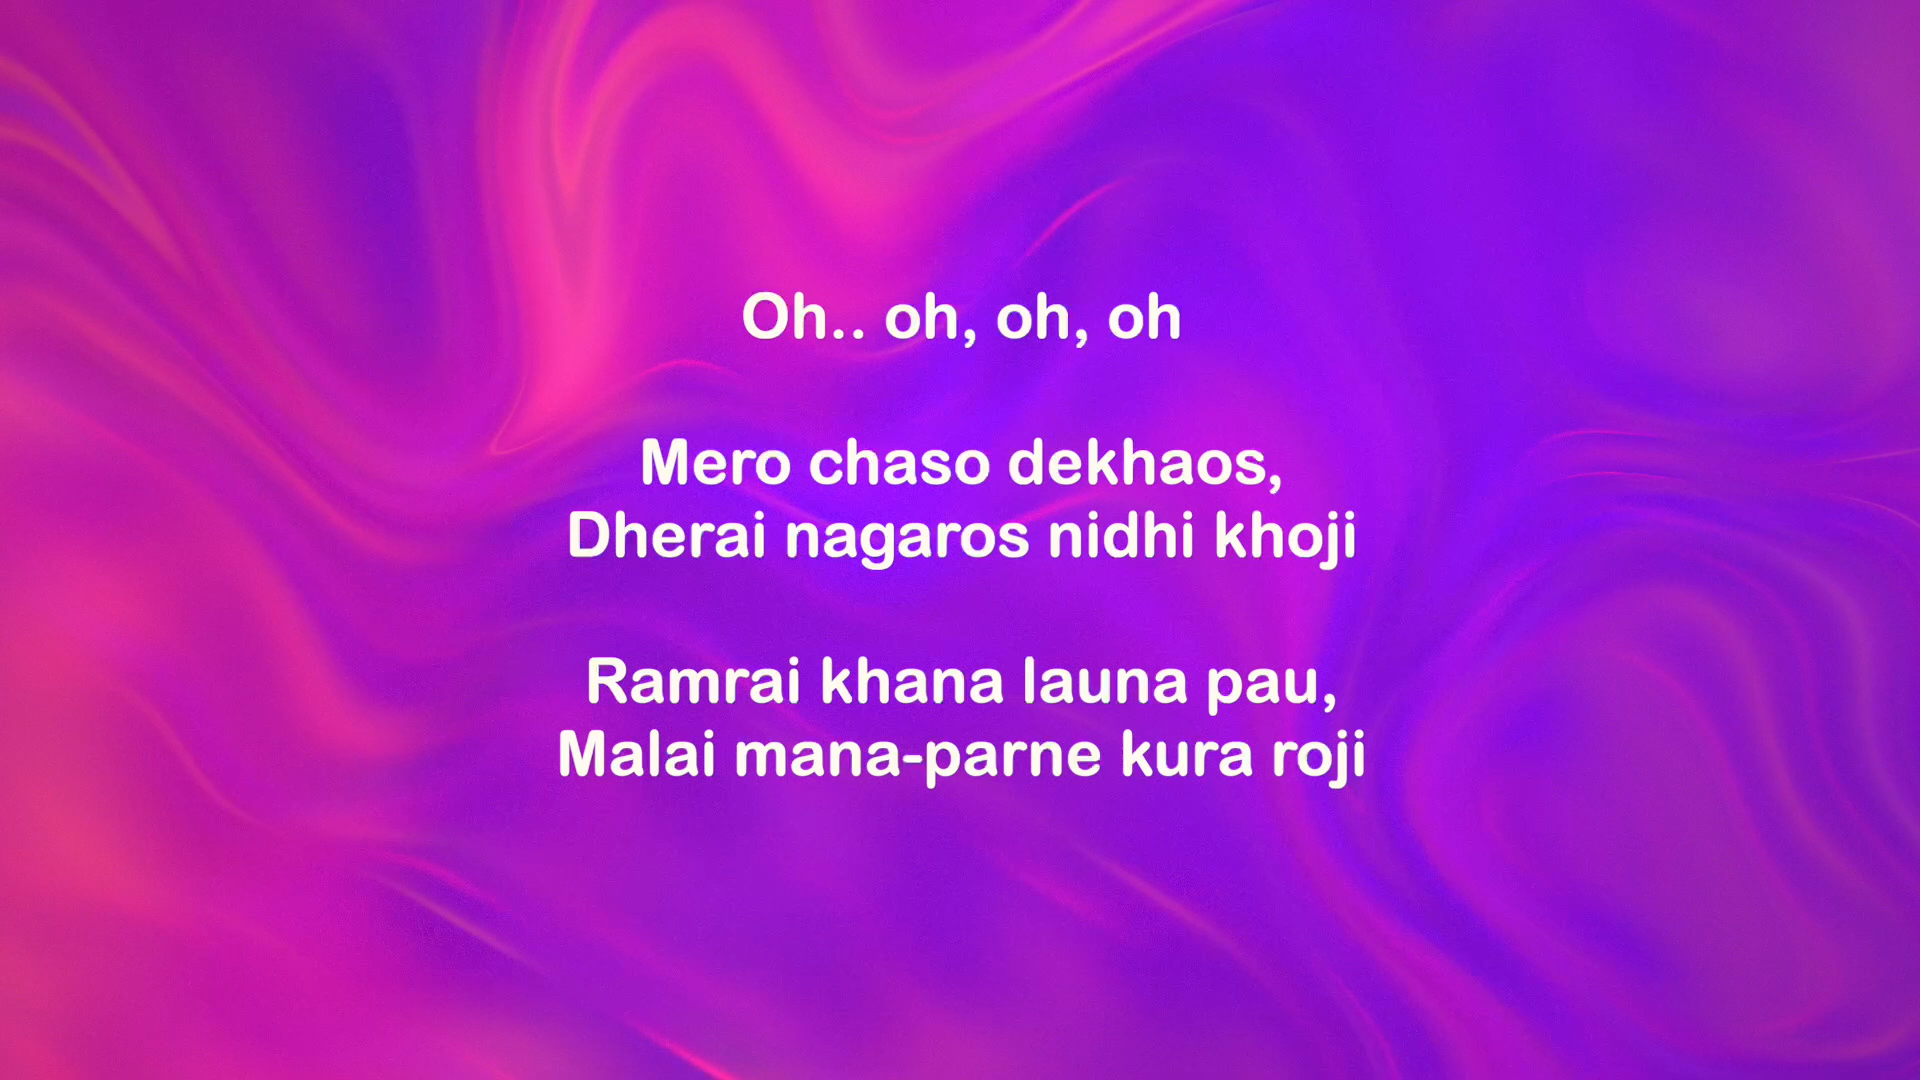 Oh.. oh, oh, oh
Mero chaso dekhaos,
Dherai nagaros nidhi khoji
Ramrai khana launa pau,
Malai mana-parne kura roji